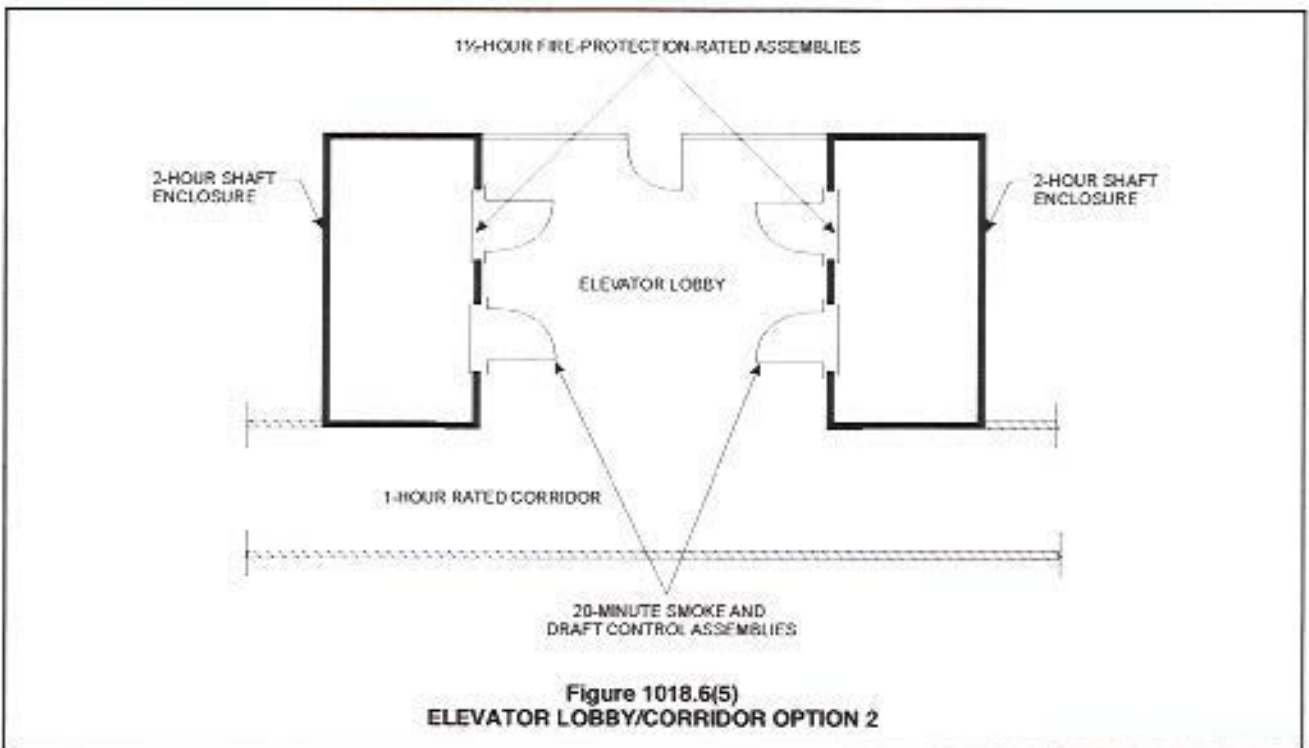 1½-HOUR FIRE-PROTECTION-RATED ASSEMBLIES
2-HOUR SHAFT
ENCLOSURE
2-HOUR SHAFT
ENCLOSURE
ELEVATOR LOBBY
1-HOUR RATED CORRIDOR
20-MINUTE SMOKE AND
DRAFT CONTROL ASSEMBLIES
Figure 1018.6(5)
ELEVATOR LOBBY/CORRIDOR OPTION 2